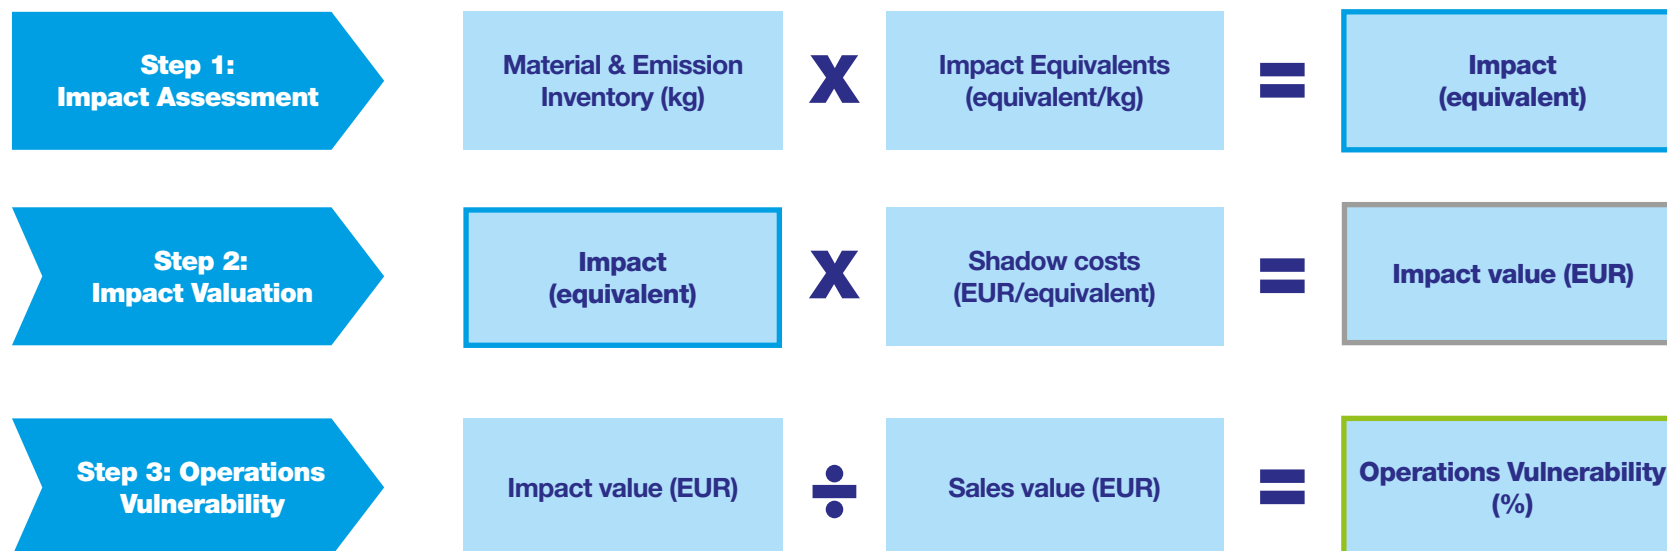 Step 1:
Impact Assessment
Material & Emission
Inventory (kg)
X
Impact Equivalents
(equivalent/kg)
=
Impact
(equivalent)
Step 2:
Impact Valuation
Impact
(equivalent)
X
Shadow costs
(EUR/equivalent)
=
Impact value (EUR)
Step 3: Operations
Vulnerability
Impact value (EUR)
÷
Sales value (EUR)
=
Operations Vulnerability
(%)